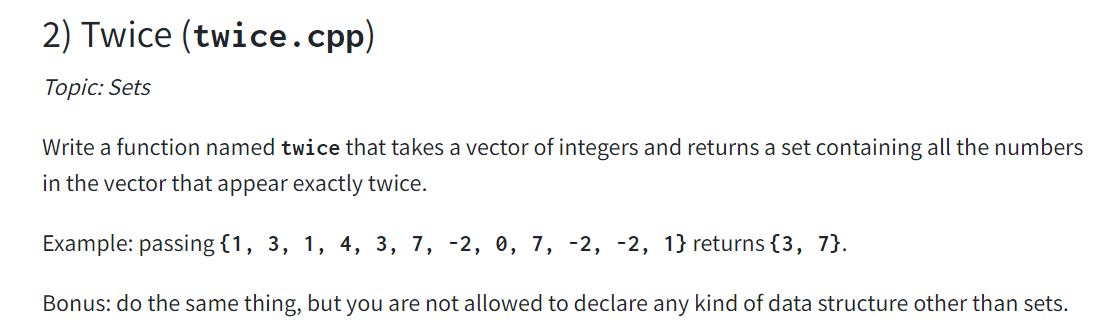 2) Twice (twice.cpp)
Topic: Sets
Write a function named twice that takes a vector of integers and returns a set containing all the numbers
in the vector that appear exactly twice.
Example: passing {1, 3, 1, 4, 3, 7, -2, 0, 7, -2, -2, 1} returns {3, 7}.
Bonus: do the same thing, but you are not allowed to declare any kind of data structure other than sets.